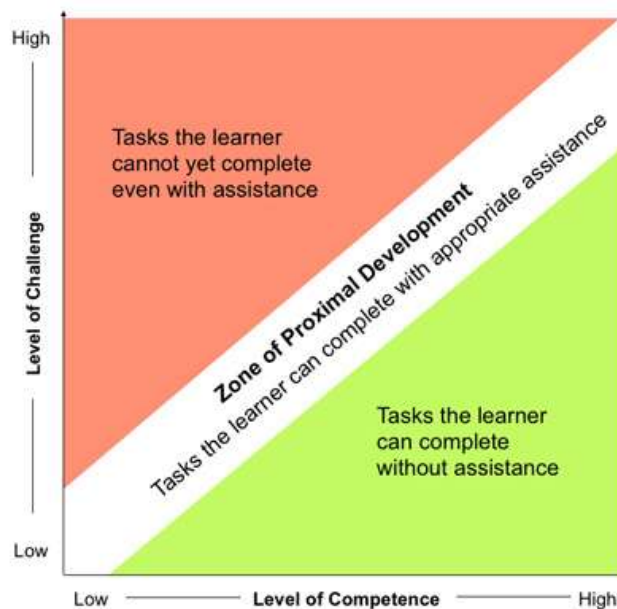 High
Level of Challenge
Low
Tasks the learner
cannot yet complete
even with assistance
Zone of Proximal Development
Tasks the learner can complete with appropriate assistance
Tasks the learner
can complete
without assistance
Low
Level of Competence
High